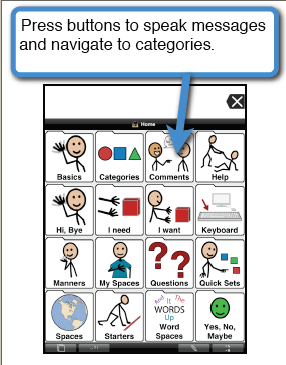 Press buttons to speak messages
and navigate to categories.
Home
Basics Categories Comments Help
Hi, Bye I need I want Keyboard
Manners My Spaces Questions Quick Sets
And It The
WORDS
Up
Spaces Starters Word Spaces Yes, No, Maybe